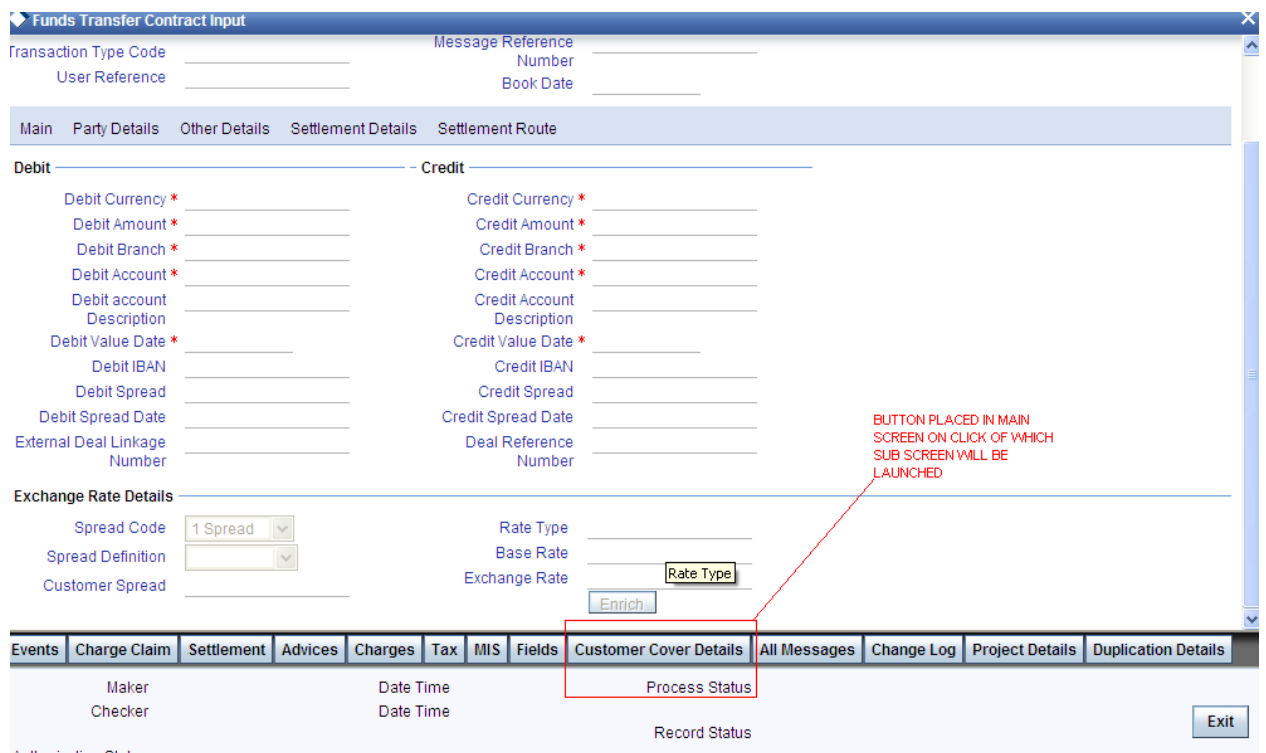 Funds Transfer Contract Input
Transaction Type Code
Message Reference
Number
User Reference
Book Date
Main Party Details Other Details Settlement Details Settlement Route
Debit
Credit
Debit Currency *
Credit Currency *
Debit Amount *
Credit Amount *
Debit Branch *
Credit Branch *
Debit Account *
Credit Account *
Debit account
Description
Credit Account
Description
Debit Value Date *
Credit Value Date *
Debit IBAN
Credit IBAN
Debit Spread
Credit Spread
Debit Spread Date
Credit Spread Date
External Deal Linkage
Number
Deal Reference
Number
BUTTON PLACED IN MAIN
SCREEN ON CLICK OF WHICH
SUB SCREEN WILL BE
LAUNCHED
Exchange Rate Details
Spread Code 1 Spread
Rate Type
Spread Definition
Base Rate
Customer Spread
Exchange Rate
Rate Type
Enrich
Events Charge Claim Settlement Advices Charges Tax MIS Fields Customer Cover Details All Messages Change Log Project Details Duplication Details
Maker Date Time Process Status
Checker Date Time
Record Status
Exit